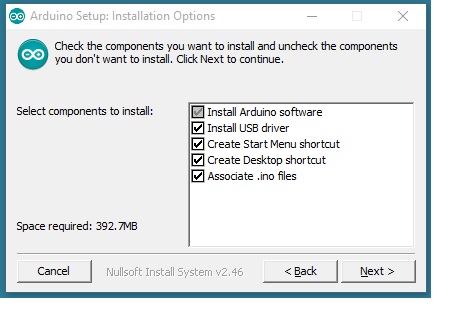 Arduino Setup: Installation Options
Check the components you want to install and uncheck the components
you don't want to install. Click Next to continue.
Select components to install:
Install Arduino software
Install USB driver
Create Start Menu shortcut
Create Desktop shortcut
Associate .ino files
Space required: 392.7MB
Cancel
Nullsoft Install System v2.46
< Back
Next >